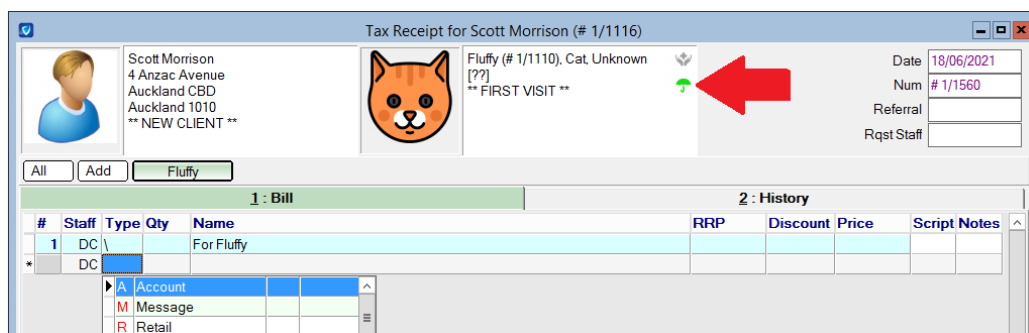 Tax Receipt for Scott Morrison (# 1/1116)
Scott Morrison
4 Anzac Avenue
Auckland CBD
Auckland 1010
** NEW CLIENT **
Fluffy (# 1/1110), Cat, Unknown
[??]
** FIRST VISIT **
Date 18/06/2021
Num # 1/1560
Referral
Rqst Staff
All Add Fluffy
1 : Bill 2 : History
# Staff Type Qty Name RRP Discount Price Script Notes
1 DC \ For Fluffy
* DC
A Account
M Message
R Retail